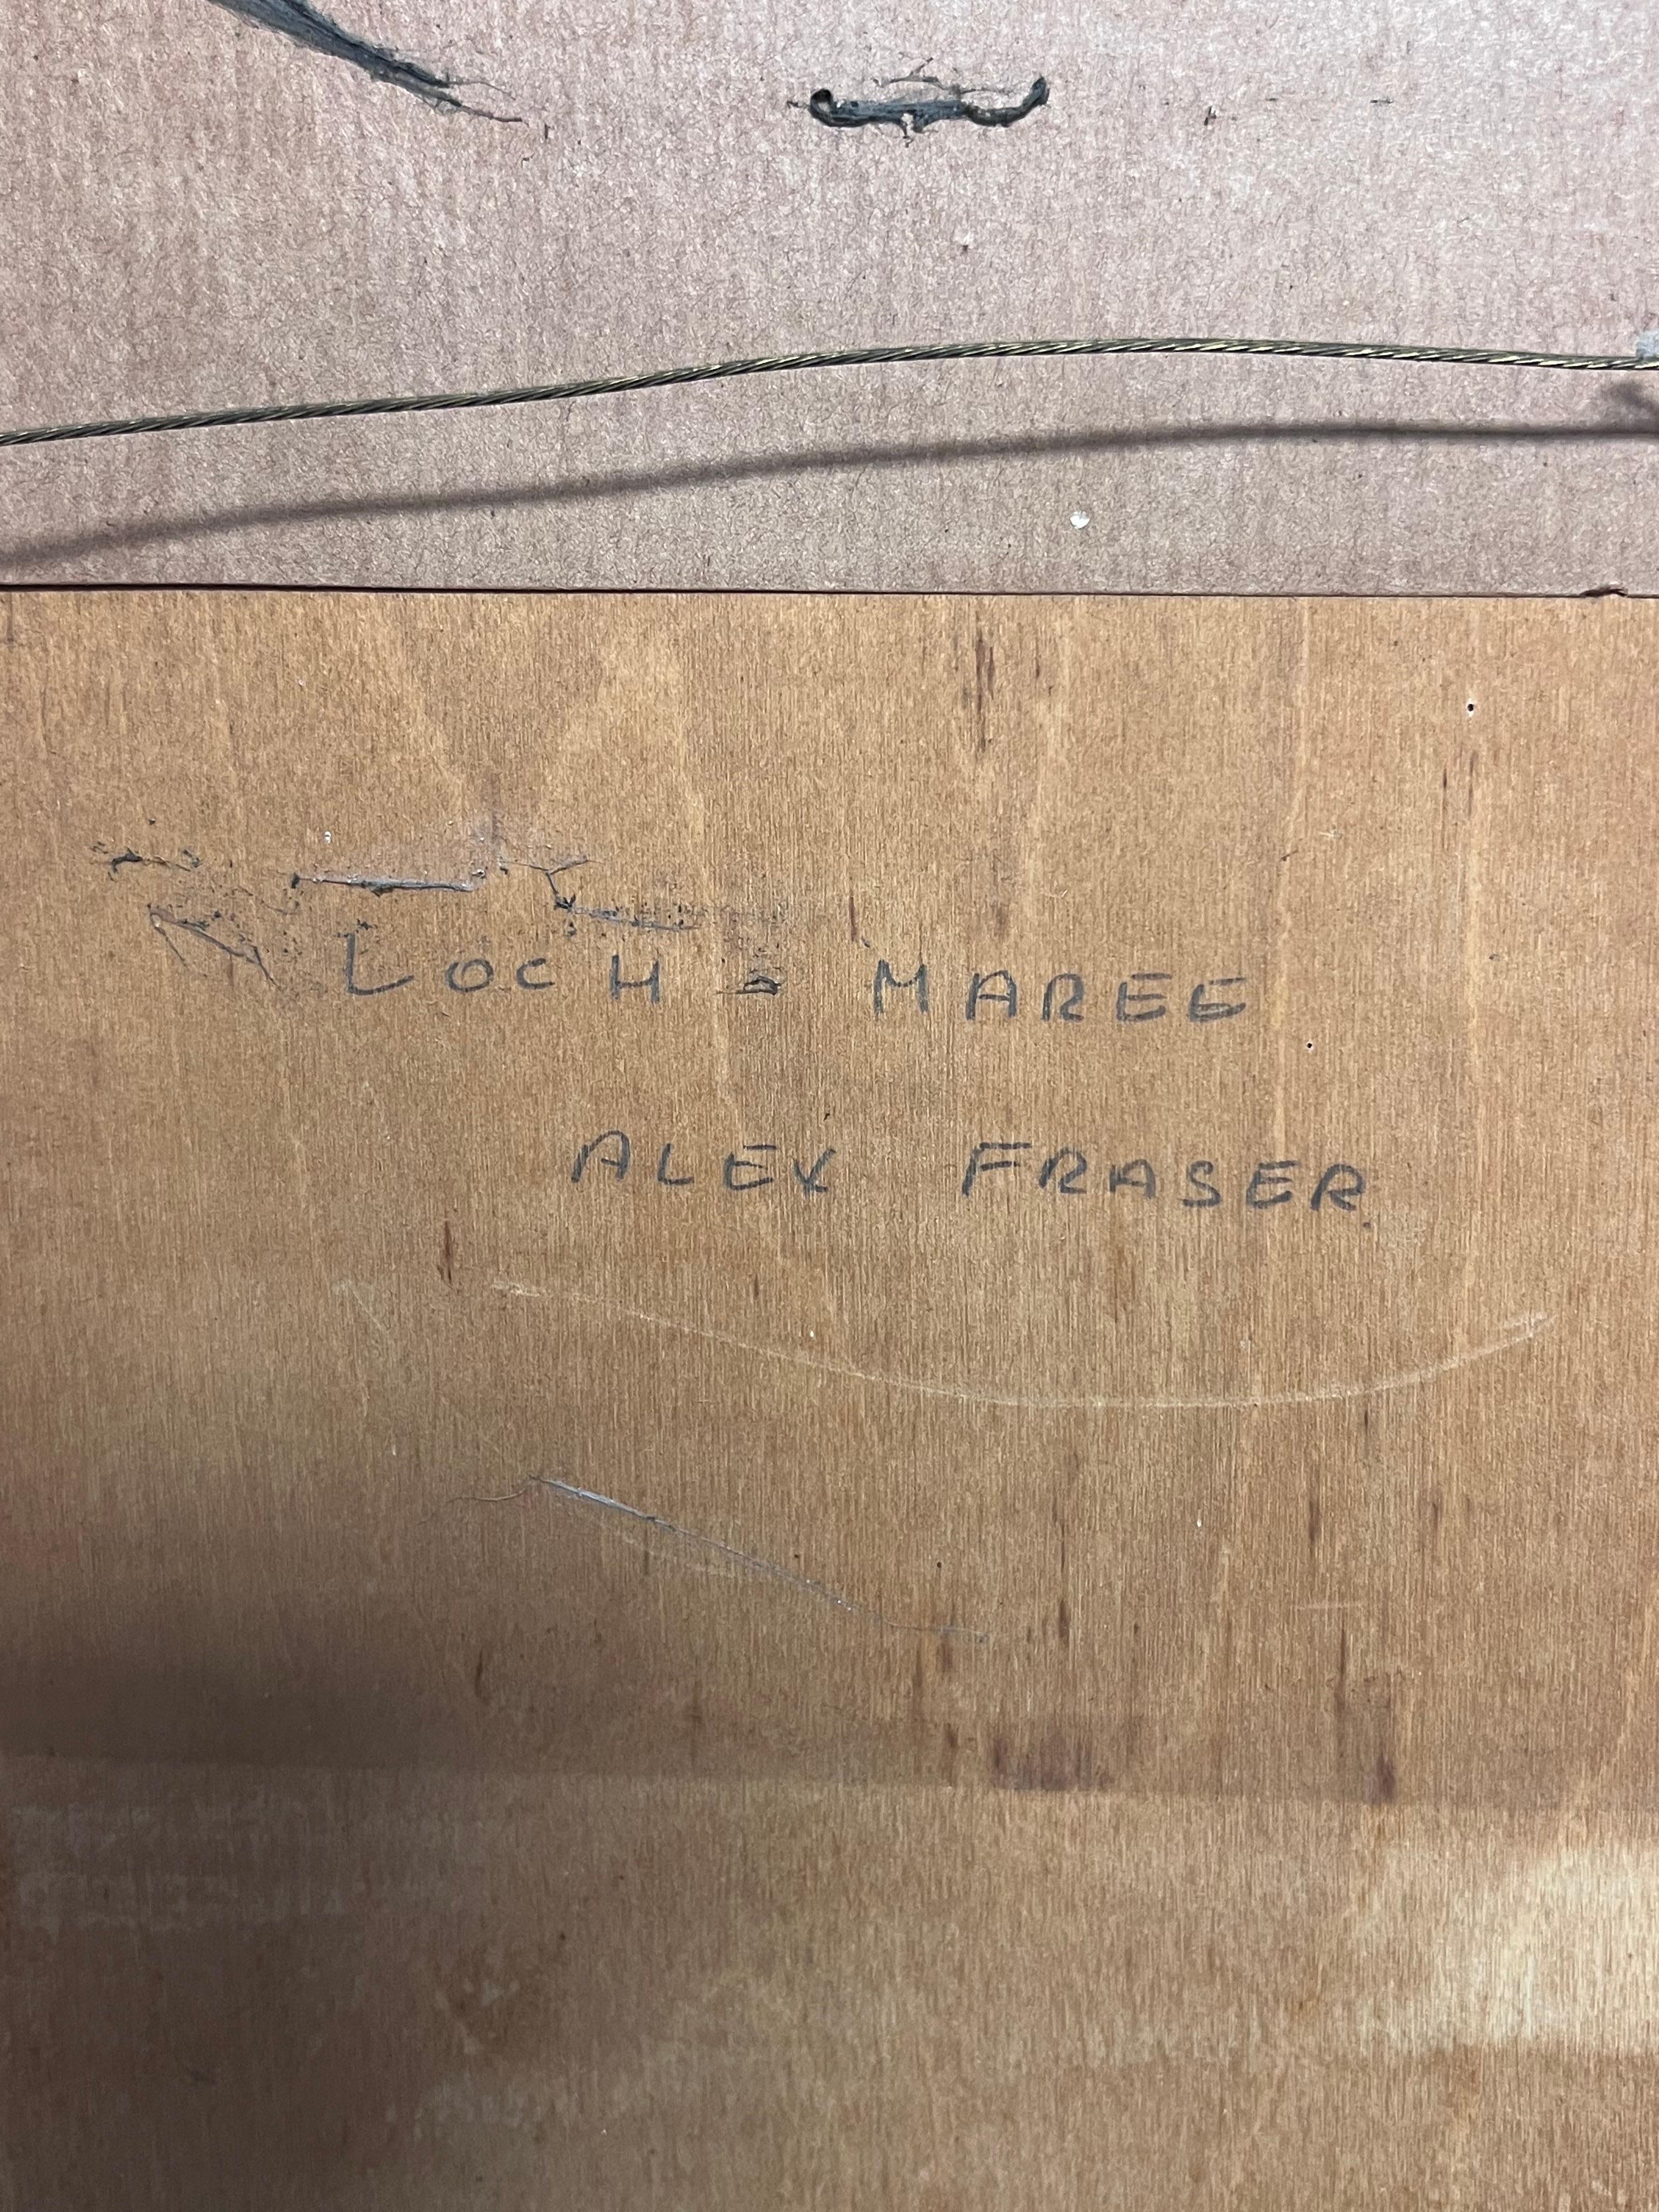 LOCH - MAREE
ALEX FRASER.